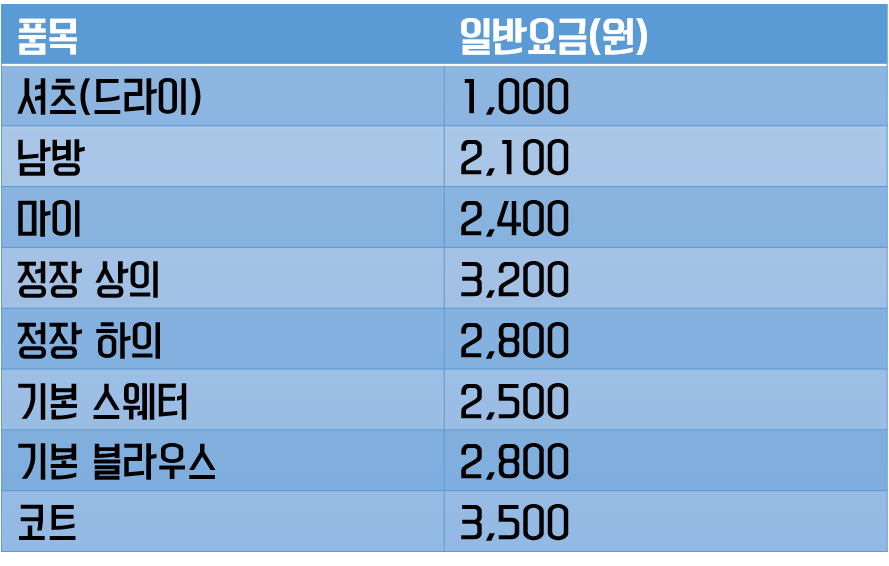 품목 일반요금(원)
셔츠(드라이) 1,000
남방 2,100
마이 2,400
정장 상의 3,200
정장 하의 2,800
기본 스웨터 2,500
기본 블라우스 2,800
코트 3,500